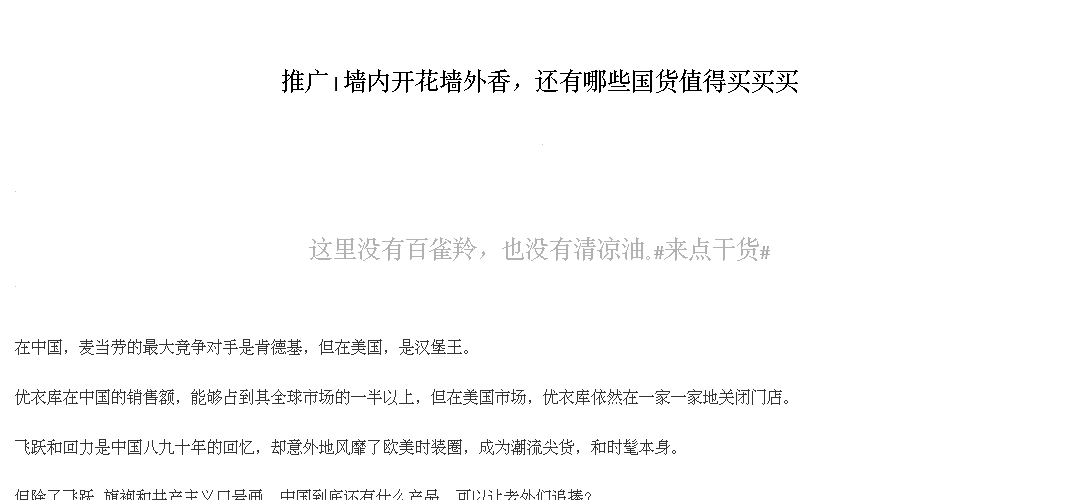 推广|墙内开花墙外香，还有哪些国货值得买买买
这里没有百雀羚，也没有清凉油。#来点干货#
在中国，麦当劳的最大竞争对手是肯德基，但在美国，是汉堡王。
优衣库在中国的销售额，能够占到其全球市场的一半以上，但在美国市场，优衣库依然在一家一家地关闭门店。
飞跃和回力是中国八九十年的回忆，却意外地风靡了欧美时装圈，成为潮流尖货，和时髦本身。
但除了飞跃、旗袍和共产主义口号画，中国到底还有什么产品，可以让老外们追捧？